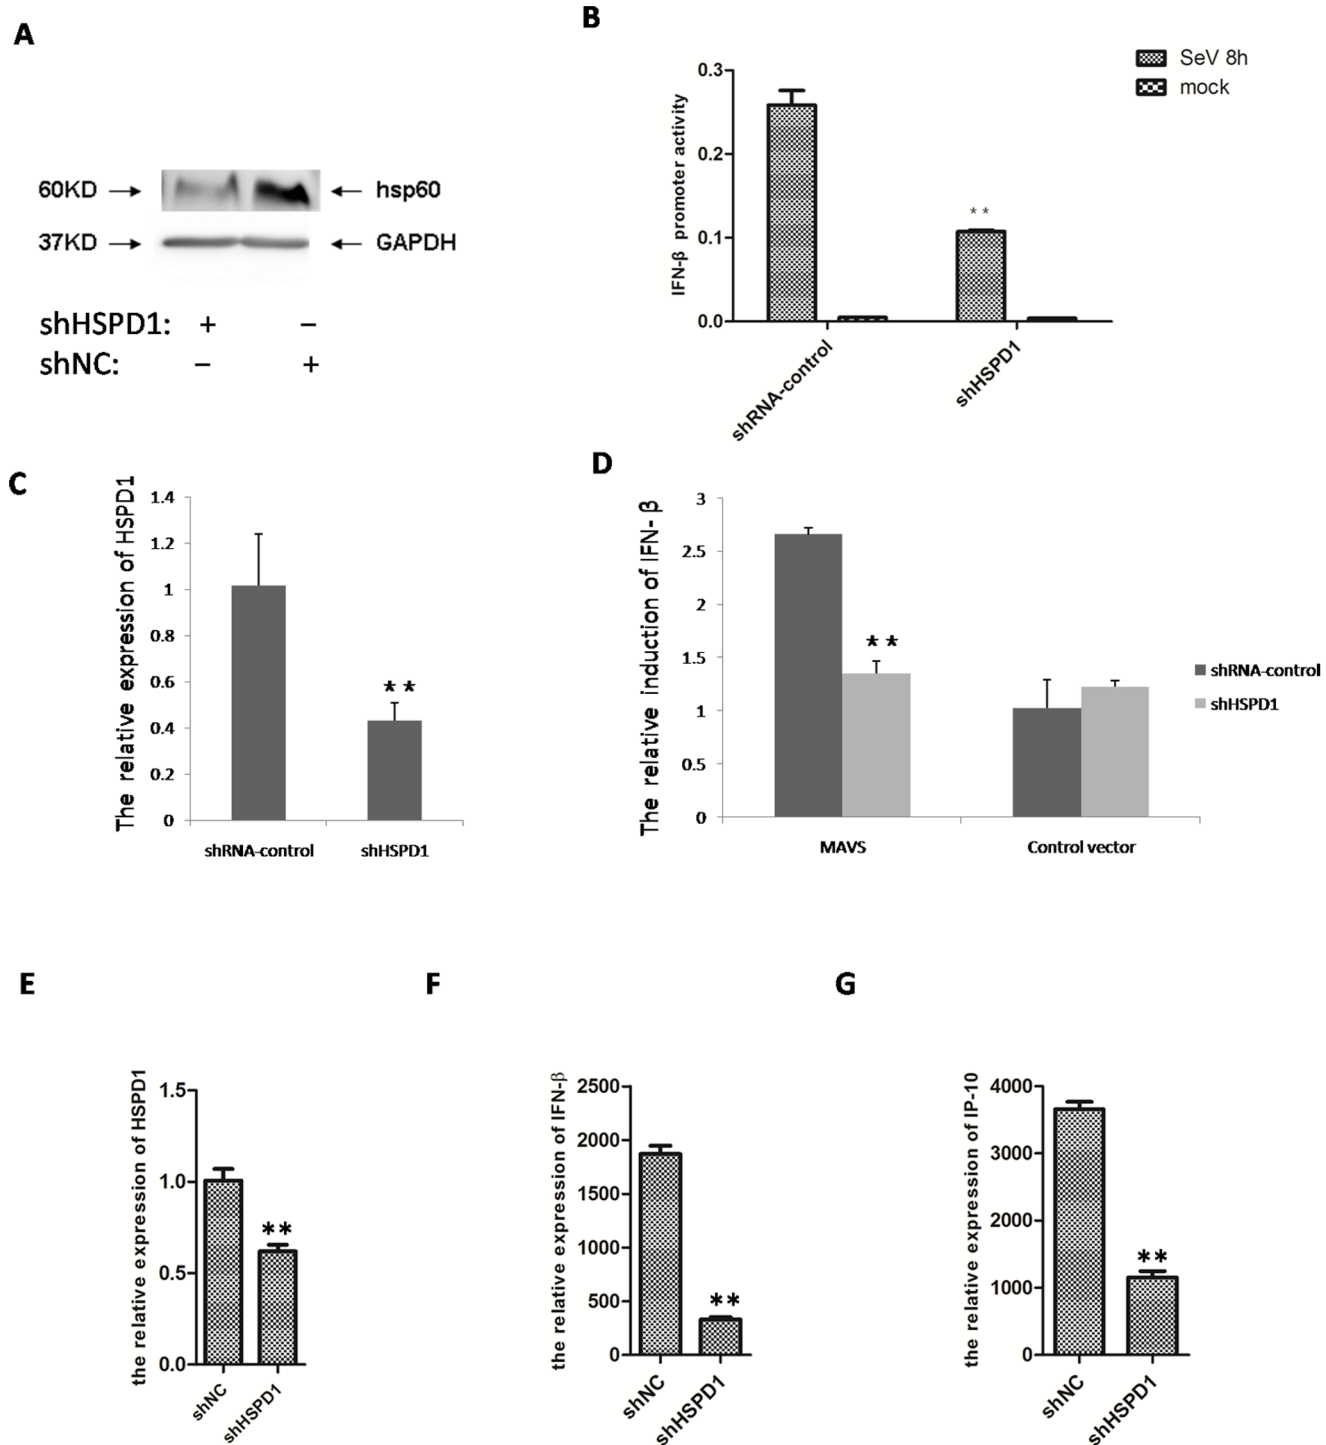 A
60KD → ← hsp60
37KD → ← GAPDH
shHSPD1: + –
shNC: – +
B
SeV 8h
mock
IFN-β promoter activity
0.3
0.2
0.1
0.0
**
shRNA-control
shHSPD1
C
The relative expression of HSPD1
1.4
1.2
1
0.8
0.6
0.4
0.2
0
**
shRNA-control
shHSPD1
D
The relative induction of IFN- β
3
2.5
2
1.5
1
0.5
0
**
MAVS
Control vector
shRNA-control
shHSPD1
E
the relative expression of HSPD1
1.5
1.0
0.5
0.0
**
shNC
shHSPD1
F
the relative expression of IFN-β
2500
2000
1500
1000
500
0
**
shNC
shHSPD1
G
the relative expression of IP-10
4000
3000
2000
1000
0
**
shNC
shHSPD1